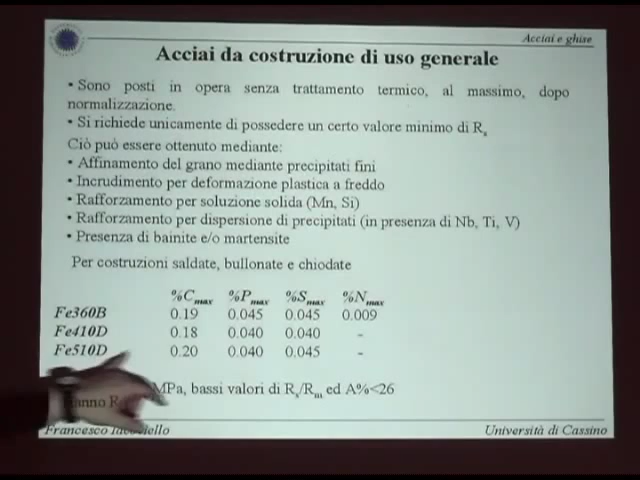 Acciai e ghise
Acciai da costruzione di uso generale
• Sono posti in opera senza trattamento termico, al massimo, dopo
normalizzazione.
• Si richiede unicamente di possedere un certo valore minimo di Rs
Ciò può essere ottenuto mediante:
• Affinamento del grano mediante precipitati fini
• Incrudimento per deformazione plastica a freddo
• Rafforzamento per soluzione solida (Mn, Si)
• Rafforzamento per dispersione di precipitati (in presenza di Nb, Ti, V)
• Presenza di bainite e/o martensite
Per costruzioni saldate, bullonate e chiodate
%Cmax %Pmax %Smax %Nmax
Fe360B 0.19 0.045 0.045 0.009
Fe410D 0.18 0.040 0.040 -
Fe510D 0.20 0.040 0.045 -
MPa, bassi valori di Rs/Rm ed A%<26
Francesco Università di Cassino